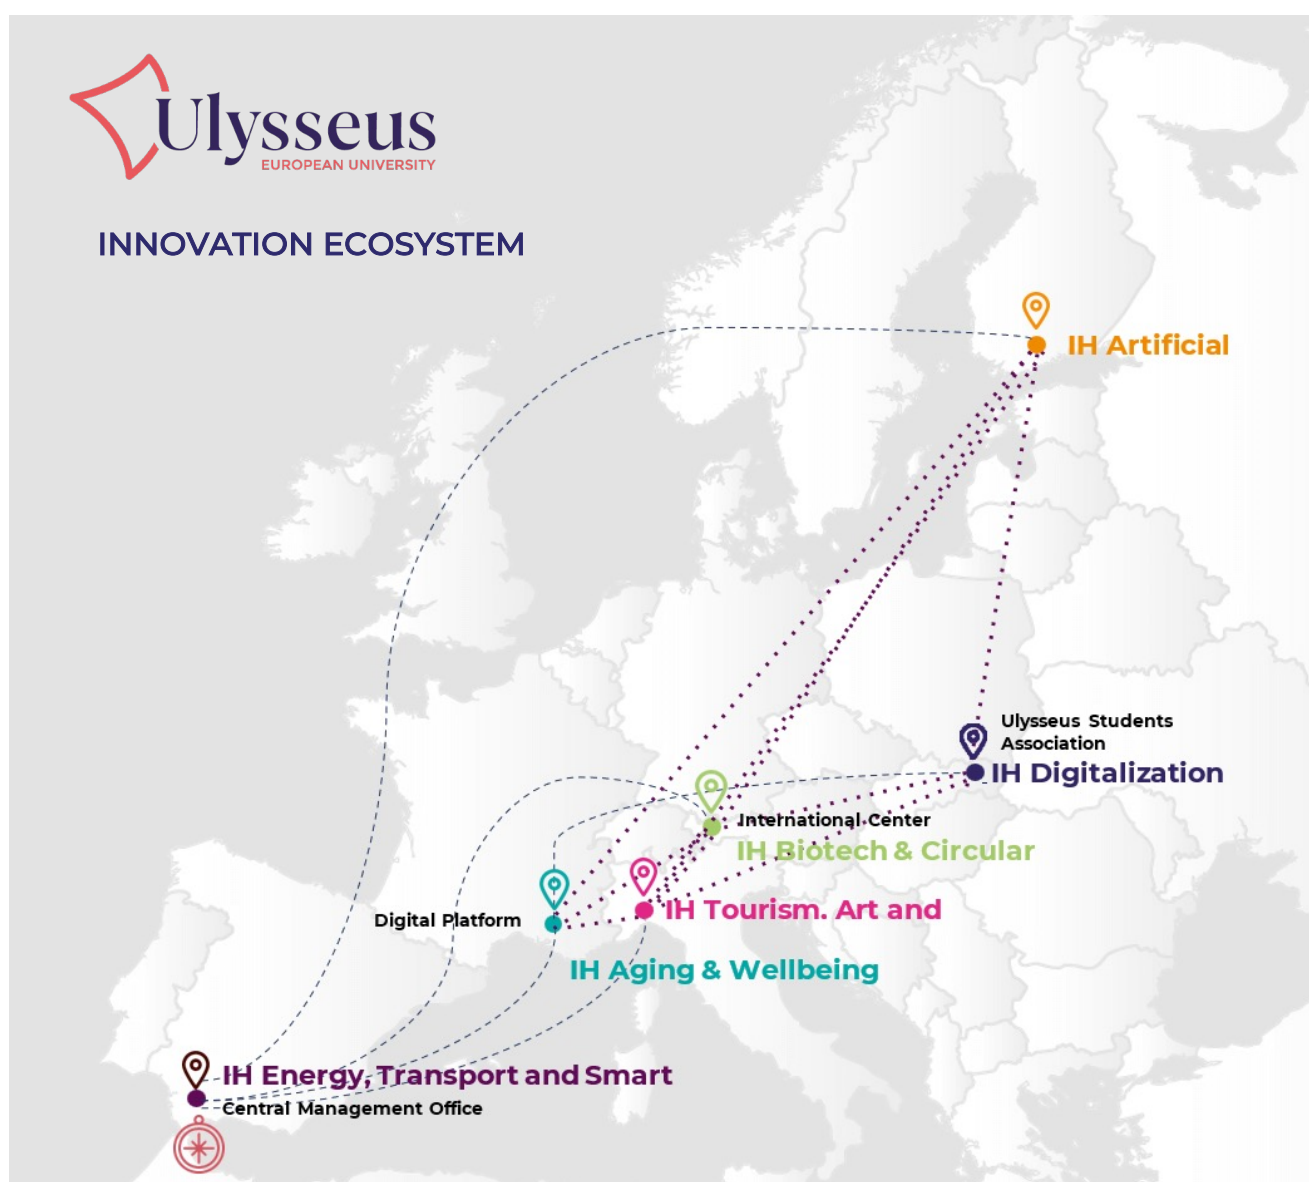 Ulysseus
EUROPEAN UNIVERSITY
INNOVATION ECOSYSTEM
IH Artificial
Ulysseus Students
Association
IH Digitalization
International Center
IH Biotech & Circular
IH Tourism. Art and
Digital Platform
IH Aging & Wellbeing
IH Energy, Transport and Smart
Central Management Office